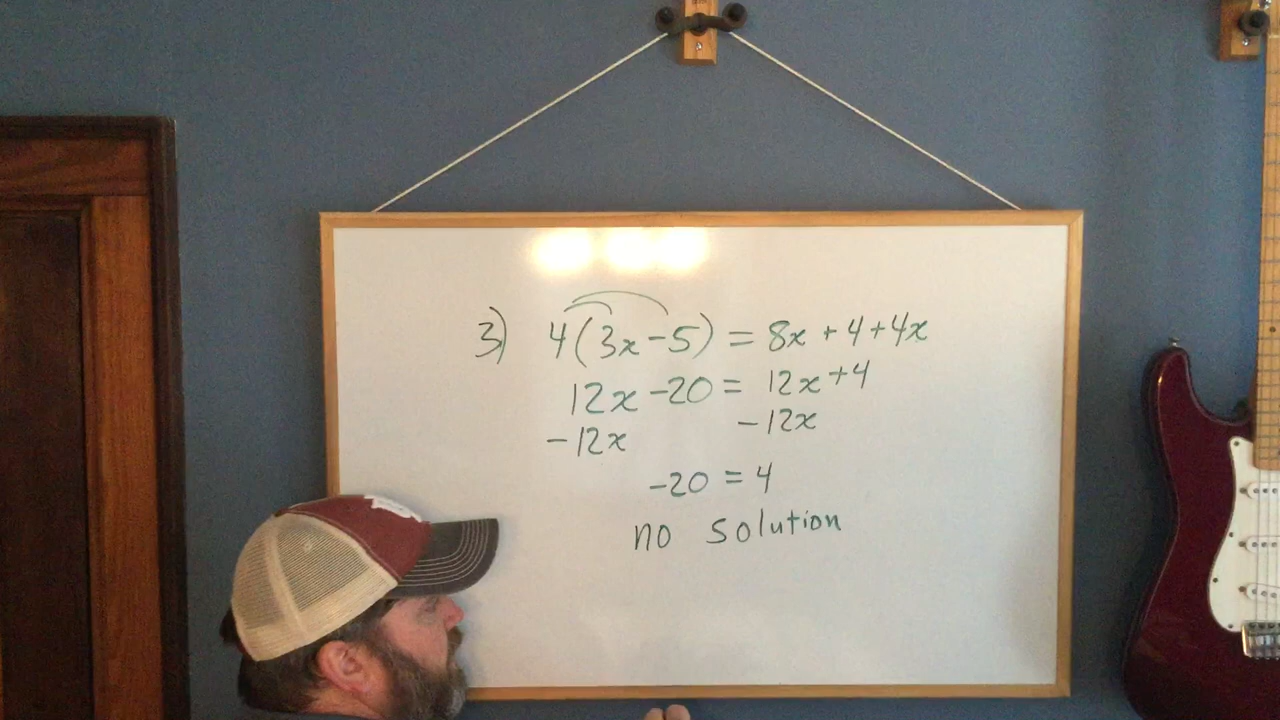 3) 4(3x-5) = 8x + 4 + 4x
12x - 20 = 12x + 4
-12x -12x
-20 = 4
no solution